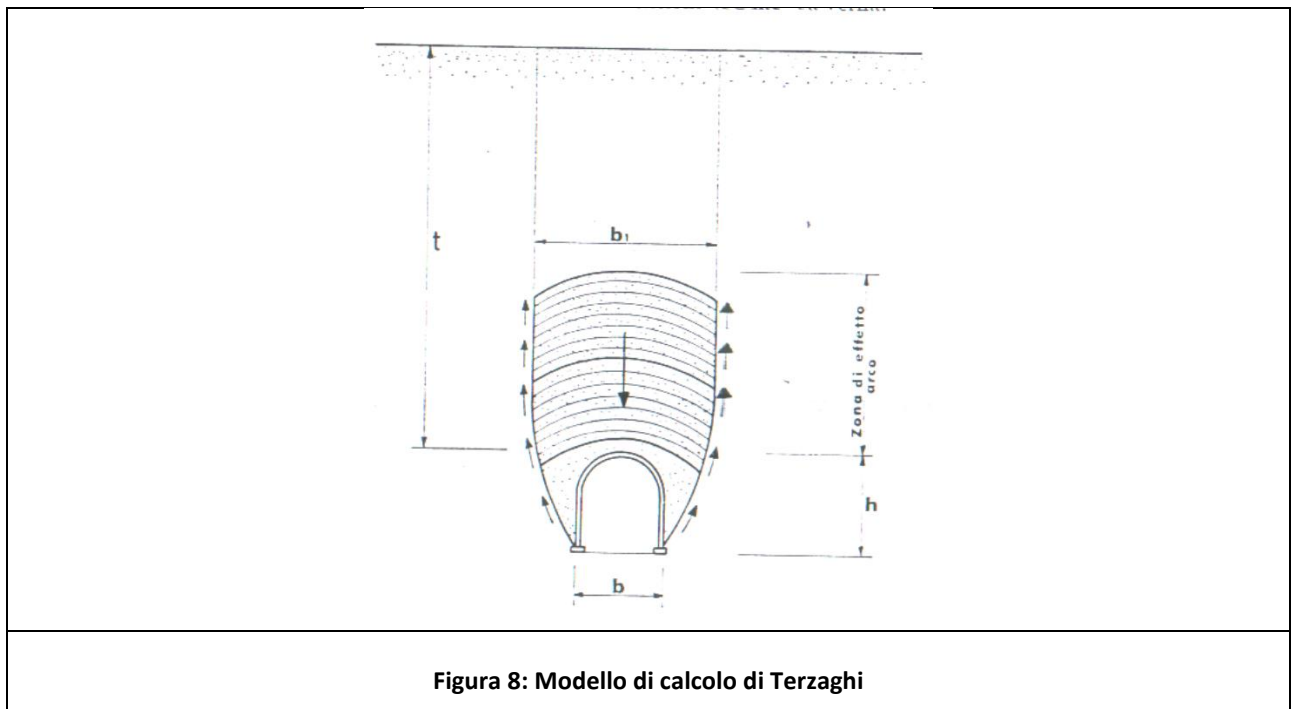 b₁
t
Zona di effetto
arco
h
b
Figura 8: Modello di calcolo di Terzaghi